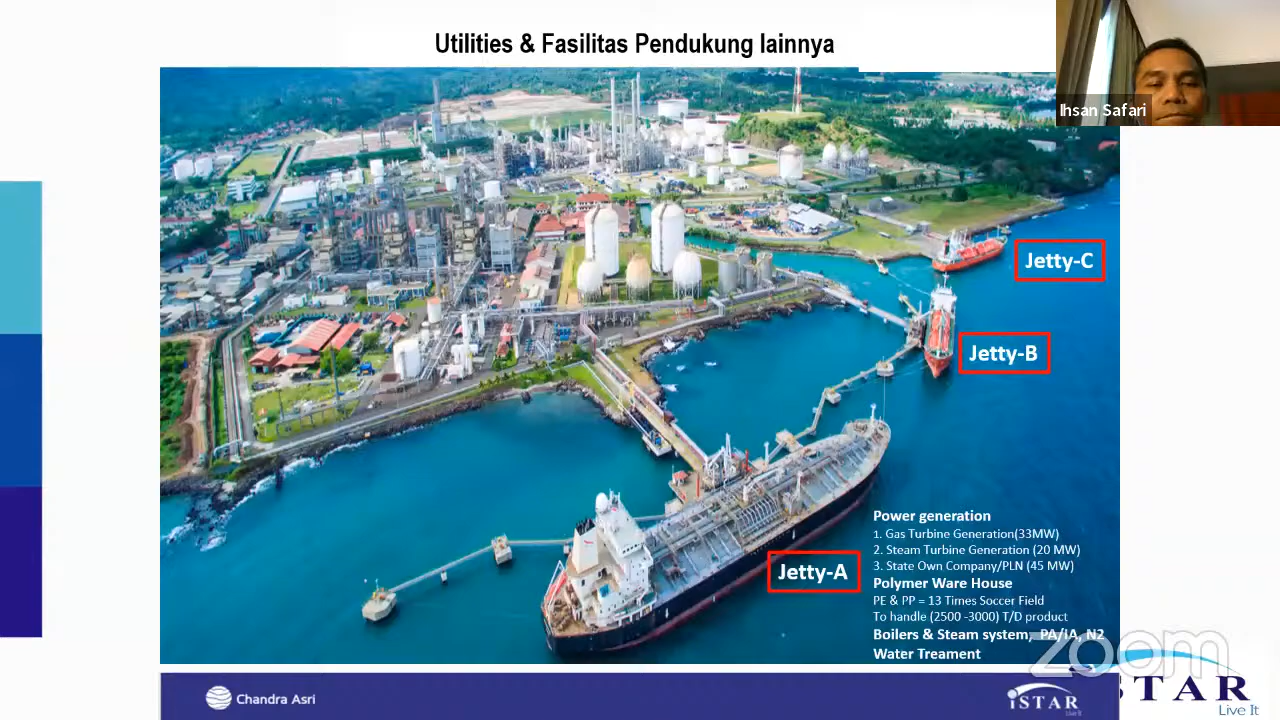 Utilities & Fasilitas Pendukung lainnya
Ihsan Safari
Jetty-C
Jetty-B
Jetty-A
Power generation
1. Gas Turbine Generation(33MW)
2. Steam Turbine Generation (20 MW)
3. State Own Company/PLN (45 MW)
Polymer Ware House
PE & PP = 13 Times Soccer Field
To handle (2500 -3000) T/D product
Boilers & Steam system, PA/IA, N2
Water Treament
zoom
Chandra Asri
iSTAR
Live It
STAR
Live It